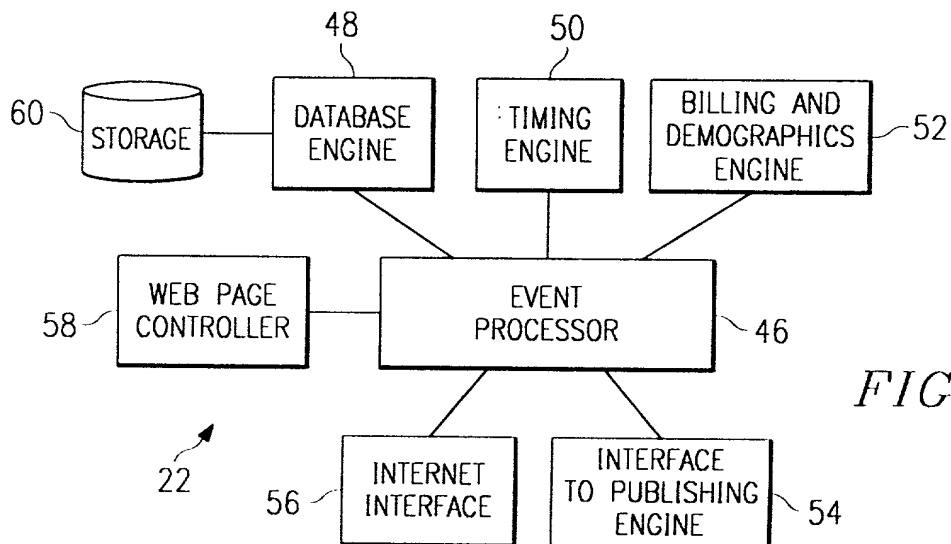 48
50
60
STORAGE
DATABASE
ENGINE
TIMING
ENGINE
BILLING AND
DEMOGRAPHICS
ENGINE
52
58
WEB PAGE
CONTROLLER
EVENT
PROCESSOR
46
FIG
22
56
INTERNET
INTERFACE
INTERFACE
TO PUBLISHING
ENGINE
54